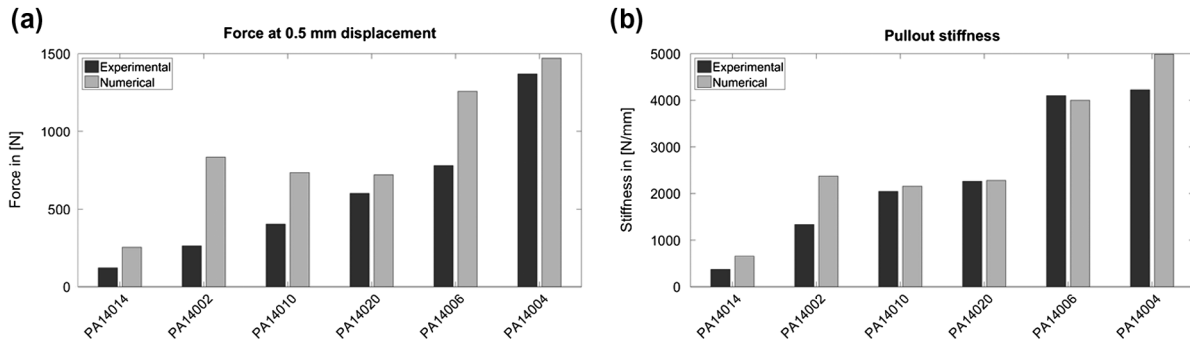 (a)
Force at 0.5 mm displacement
1500
1000
500
0
Force in [N]
Experimental
Numerical
PA14014
PA14002
PA14010
PA14020
PA14006
PA14004
(b)
Pullout stiffness
5000
4000
3000
2000
1000
0
Stiffness in [N/mm]
Experimental
Numerical
PA14014
PA14002
PA14010
PA14020
PA14006
PA14004